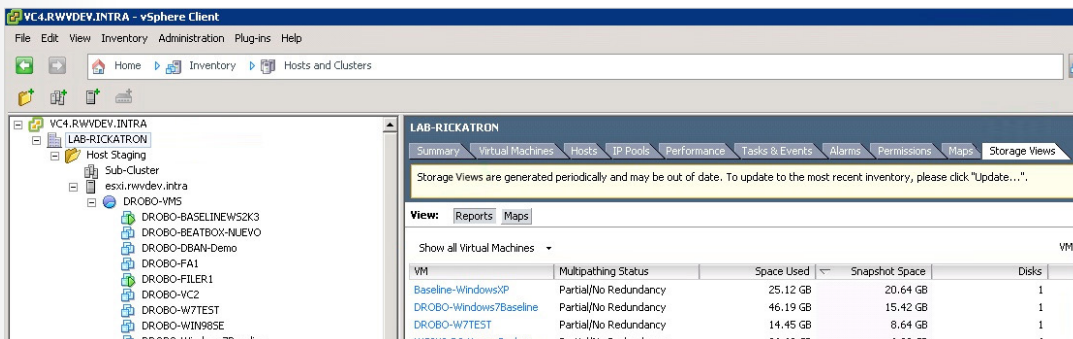 VC4.RWVDEV.INTRA - vSphere Client
File Edit View Inventory Administration Plug-ins Help
Home Inventory Hosts and Clusters
VC4.RWVDEV.INTRA
LAB-RICKATRON
Host Staging
Sub-Cluster
esxi.rwvdev.intra
DROBO-VMS
DROBO-BASELINEWS2K3
DROBO-BEATBOX-NUEVO
DROBO-DBAN-Demo
DROBO-FA1
DROBO-FILER1
DROBO-VC2
DROBO-W7TEST
DROBO-WIN98SE
LAB-RICKATRON
Summary Virtual Machines Hosts IP Pools Performance Tasks & Events Alarms Permissions Maps Storage Views
Storage Views are generated periodically and may be out of date. To update to the most recent inventory, please click "Update...".
View: Reports Maps
Show all Virtual Machines VM
VM Multipathing Status Space Used Snapshot Space Disks
Baseline-WindowsXP Partial/No Redundancy 25.12 GB 20.64 GB 1
DROBO-Windows7Baseline Partial/No Redundancy 46.19 GB 15.42 GB 1
DROBO-W7TEST Partial/No Redundancy 14.45 GB 8.64 GB 1